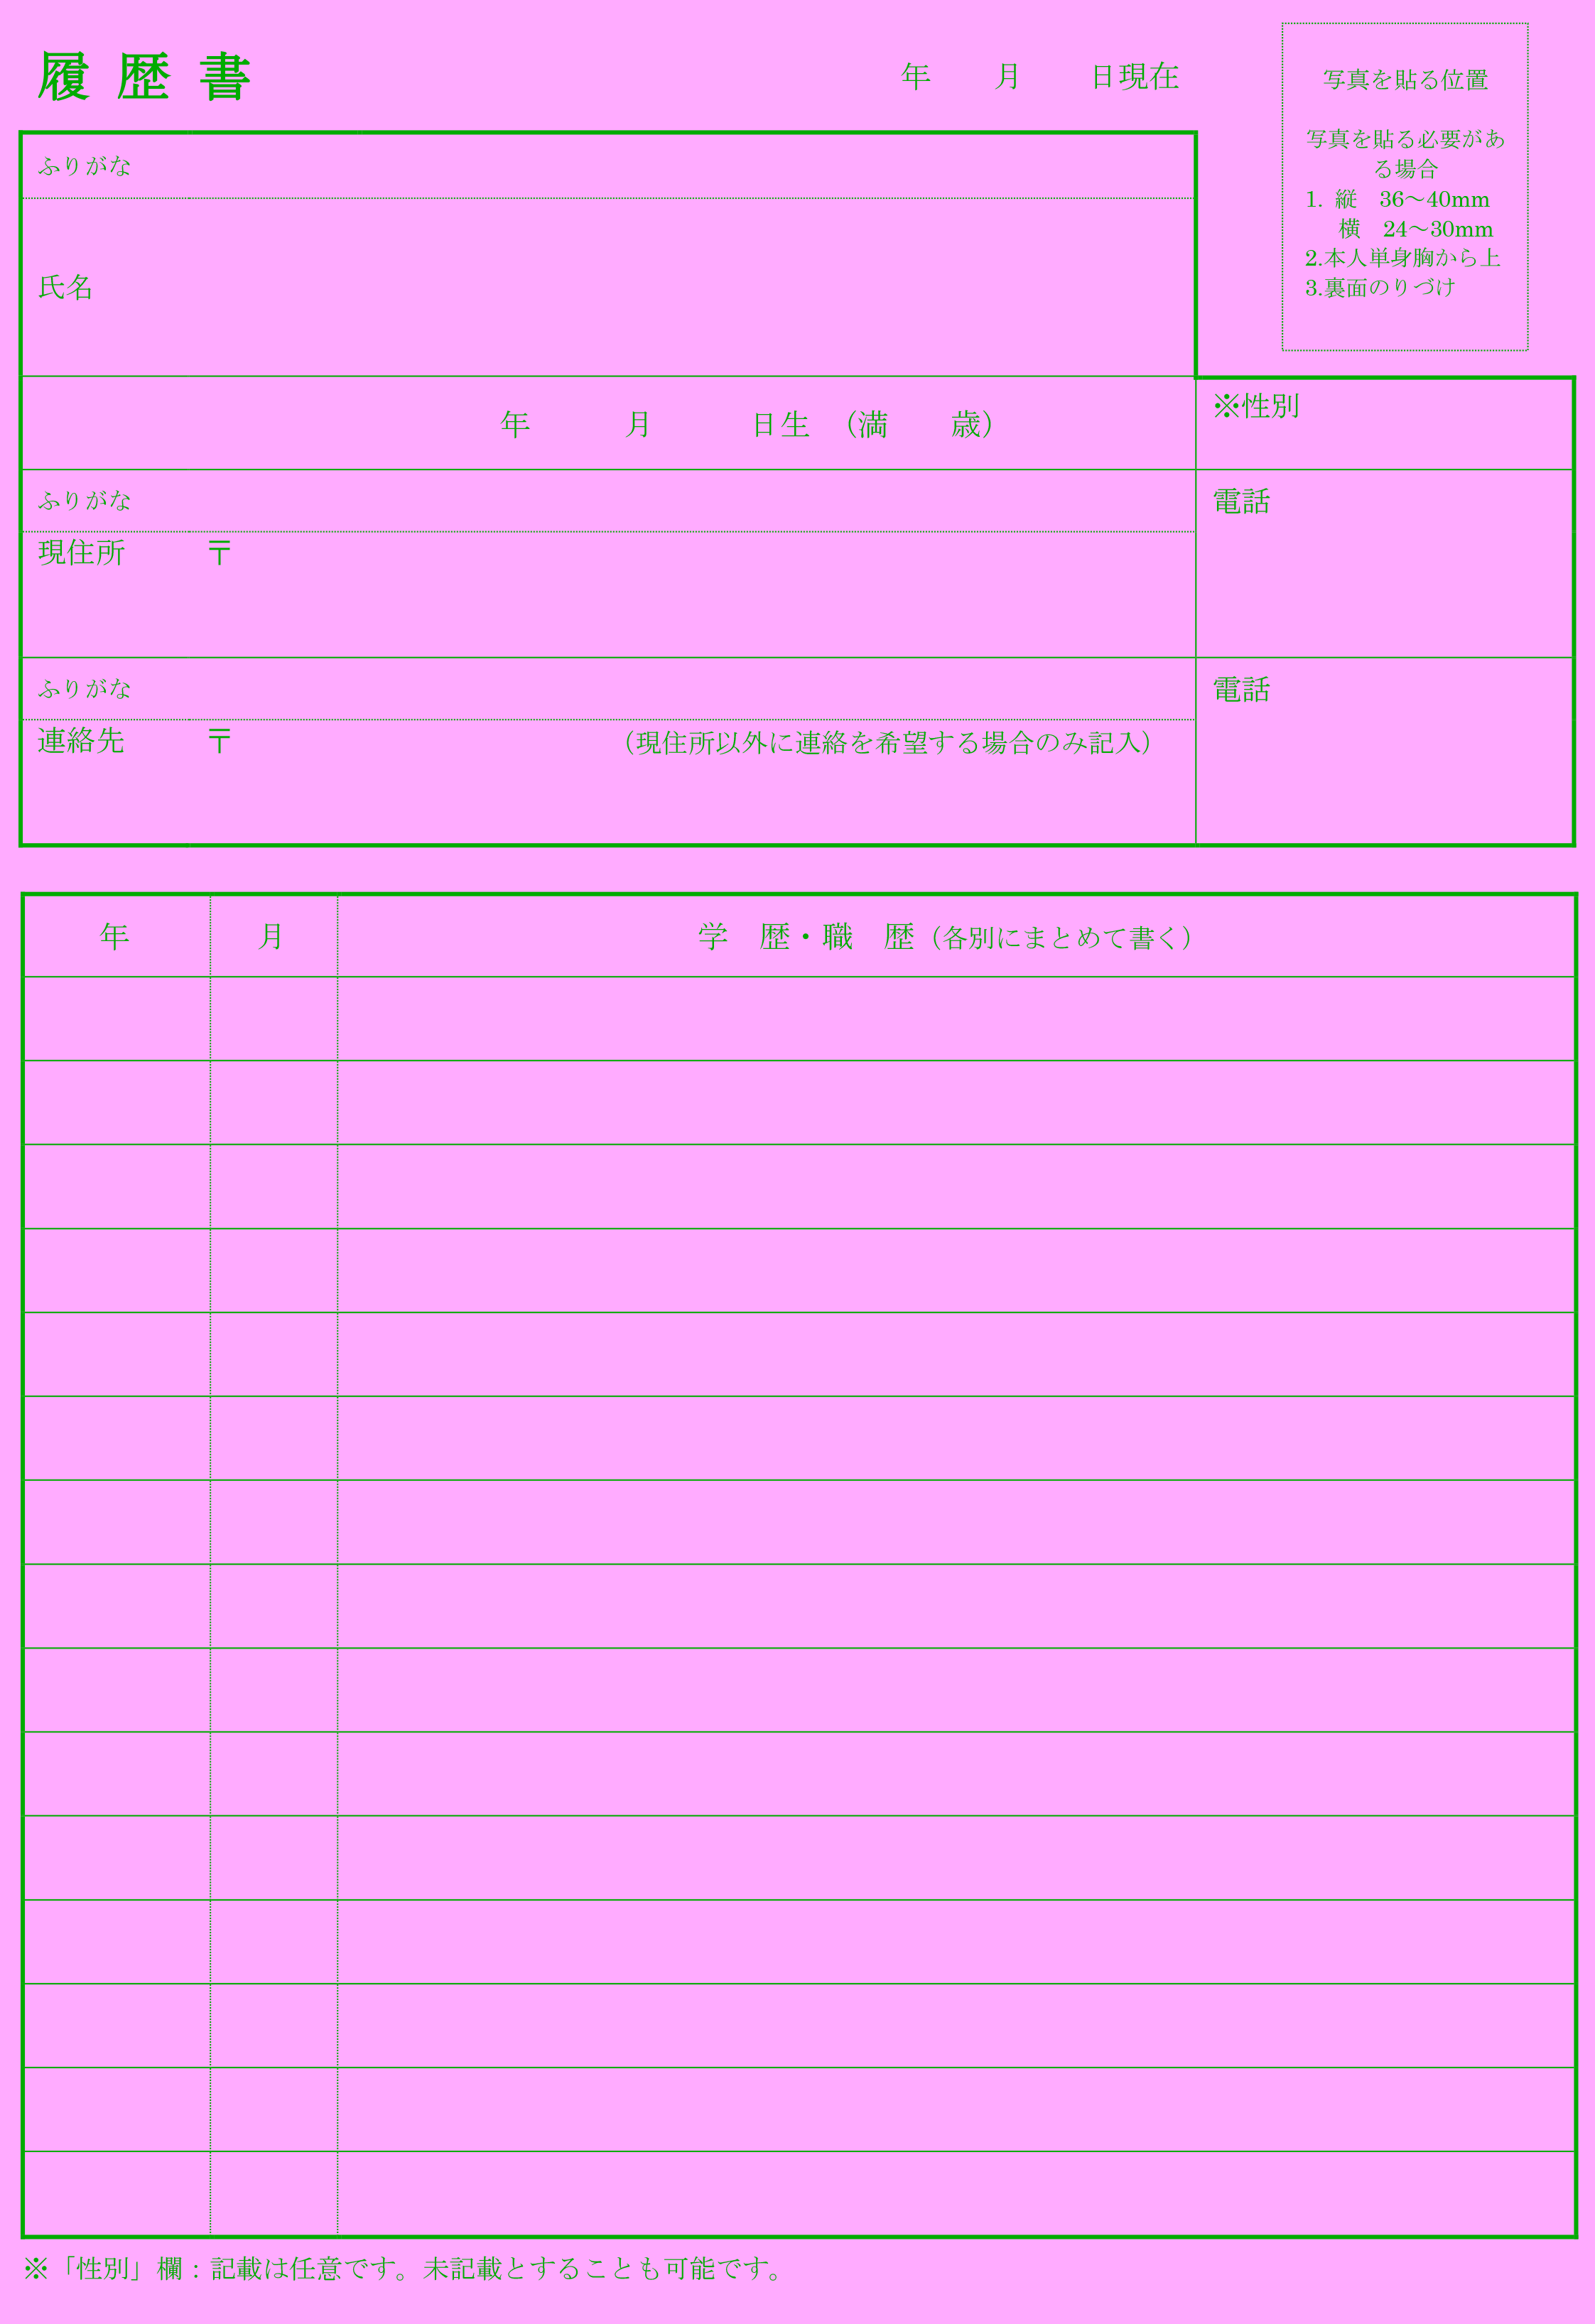 履 歴 書
年　　月　　日現在
写真を貼る位置
写真を貼る必要があ
る場合
1. 縦　36～40mm
横　24～30mm
2.本人単身胸から上
3.裏面のりづけ
ふりがな
氏名
年　　　月　　　日生　（満　　歳）
※性別
ふりがな
電話
現住所　　〒
ふりがな
電話
連絡先　　〒　　（現住所以外に連絡を希望する場合のみ記入）
年　月　学　歴・職　歴（各別にまとめて書く）
※「性別」欄：記載は任意です。未記載とすることも可能です。